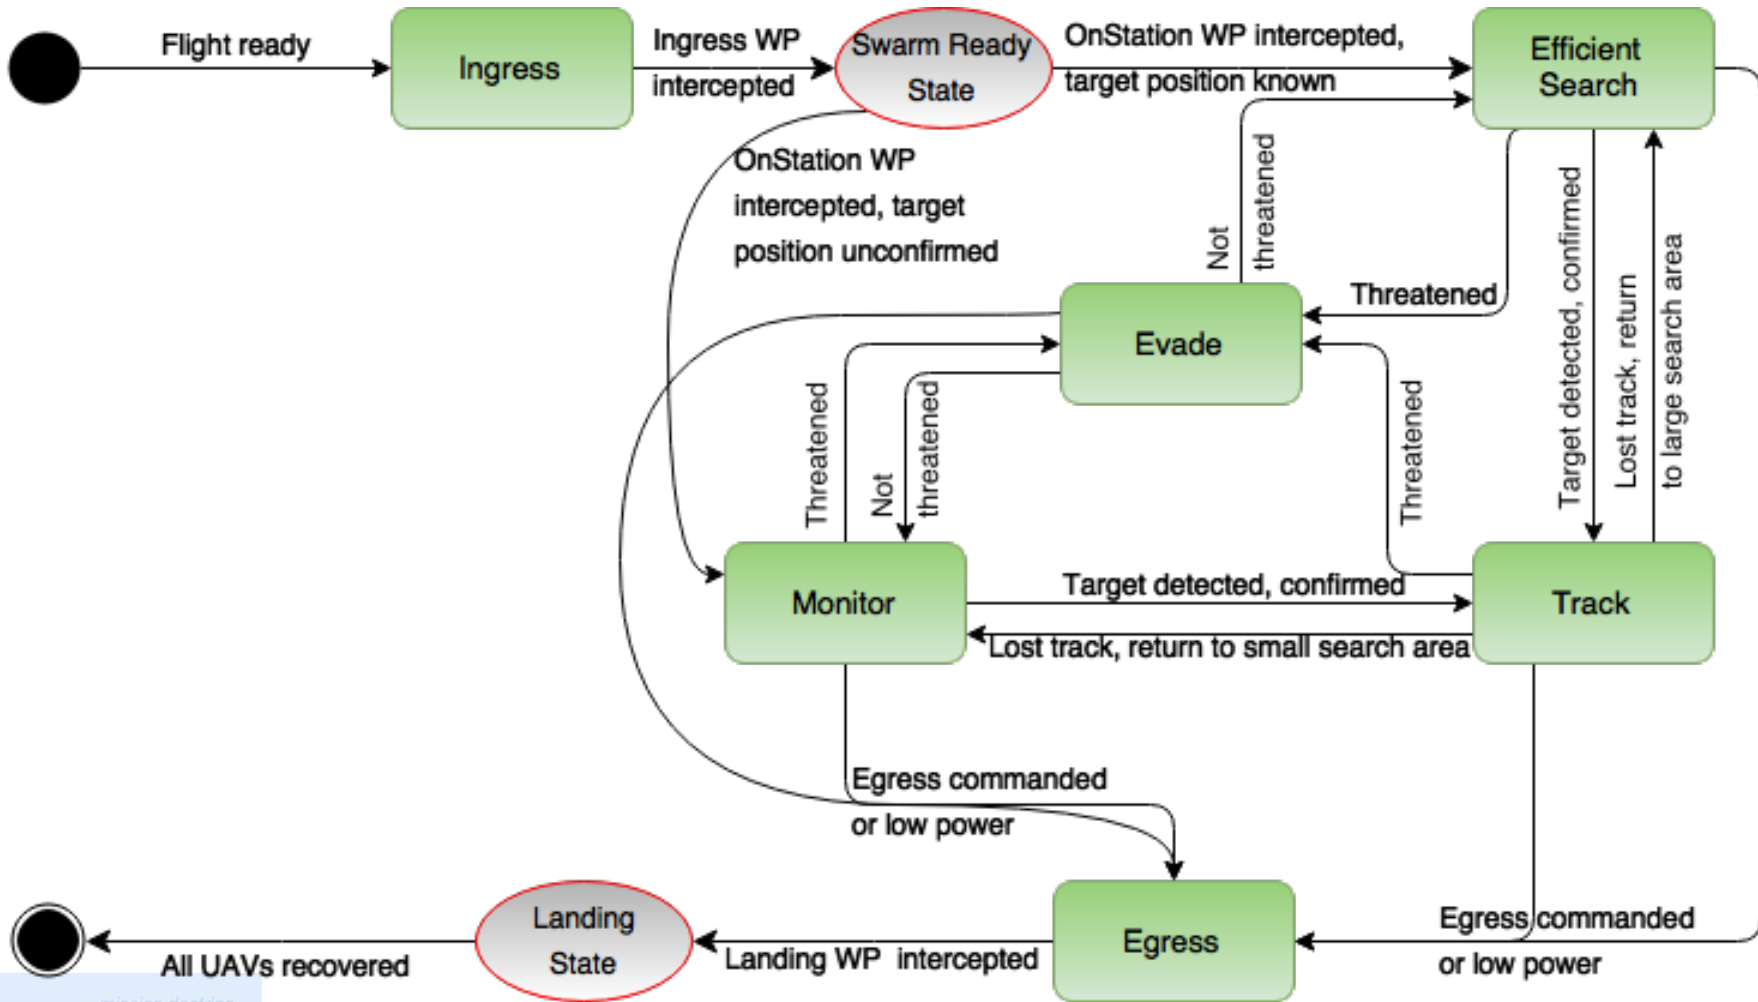 Flight ready
Ingress
Ingress WP
intercepted
Swarm Ready
State
OnStation WP intercepted,
target position known
Efficient
Search
OnStation WP
intercepted, target
position unconfirmed
Not
threatened
Threatened
Target detected, confirmed
Lost track, return
to large search area
Evade
Threatened
Not
threatened
Threatened
Monitor
Target detected, confirmed
Lost track, return to small search area
Track
Egress commanded
or low power
Egress commanded
or low power
Egress
Landing WP intercepted
Landing
State
All UAVs recovered